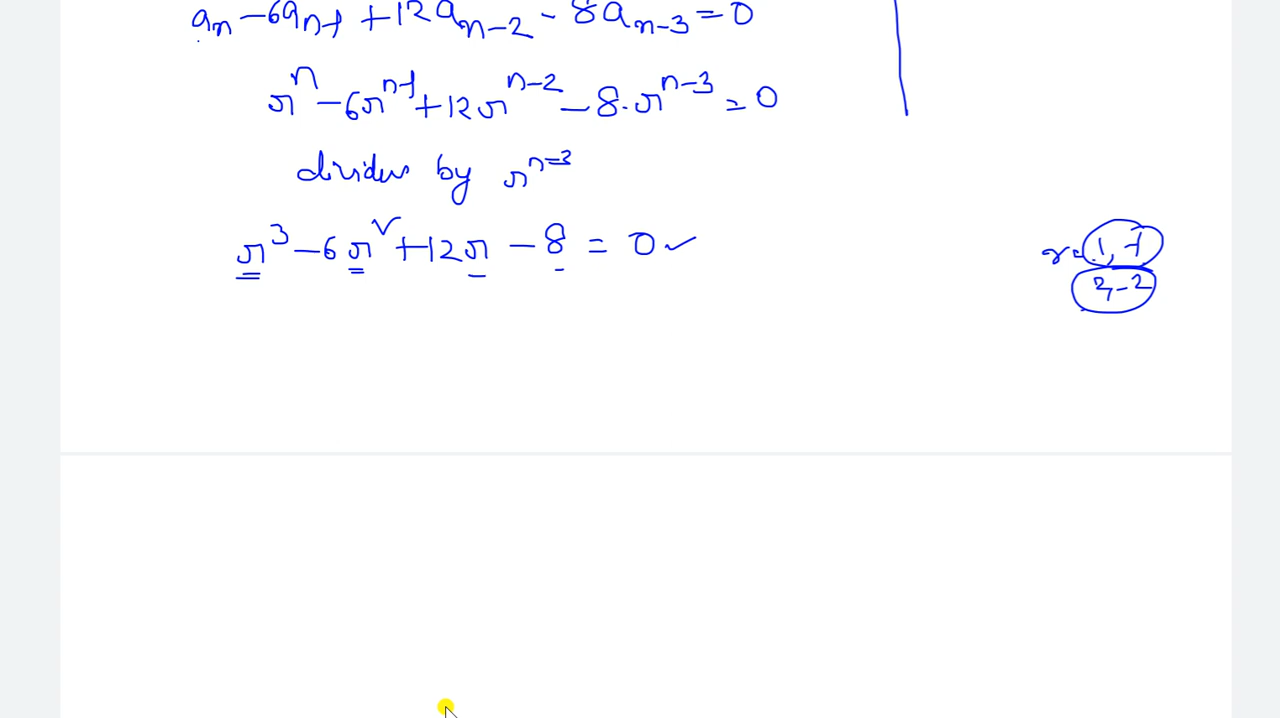 aₙ - 6aₙ₋₁ + 12aₙ₋₂ - 8aₙ₋₃ = 0
rⁿ - 6rⁿ⁻¹ + 12rⁿ⁻² - 8·rⁿ⁻³ = 0
divides by rⁿ⁻³
r³ - 6r² + 12r - 8 = 0 ✓
r = 1, -1
2, -2